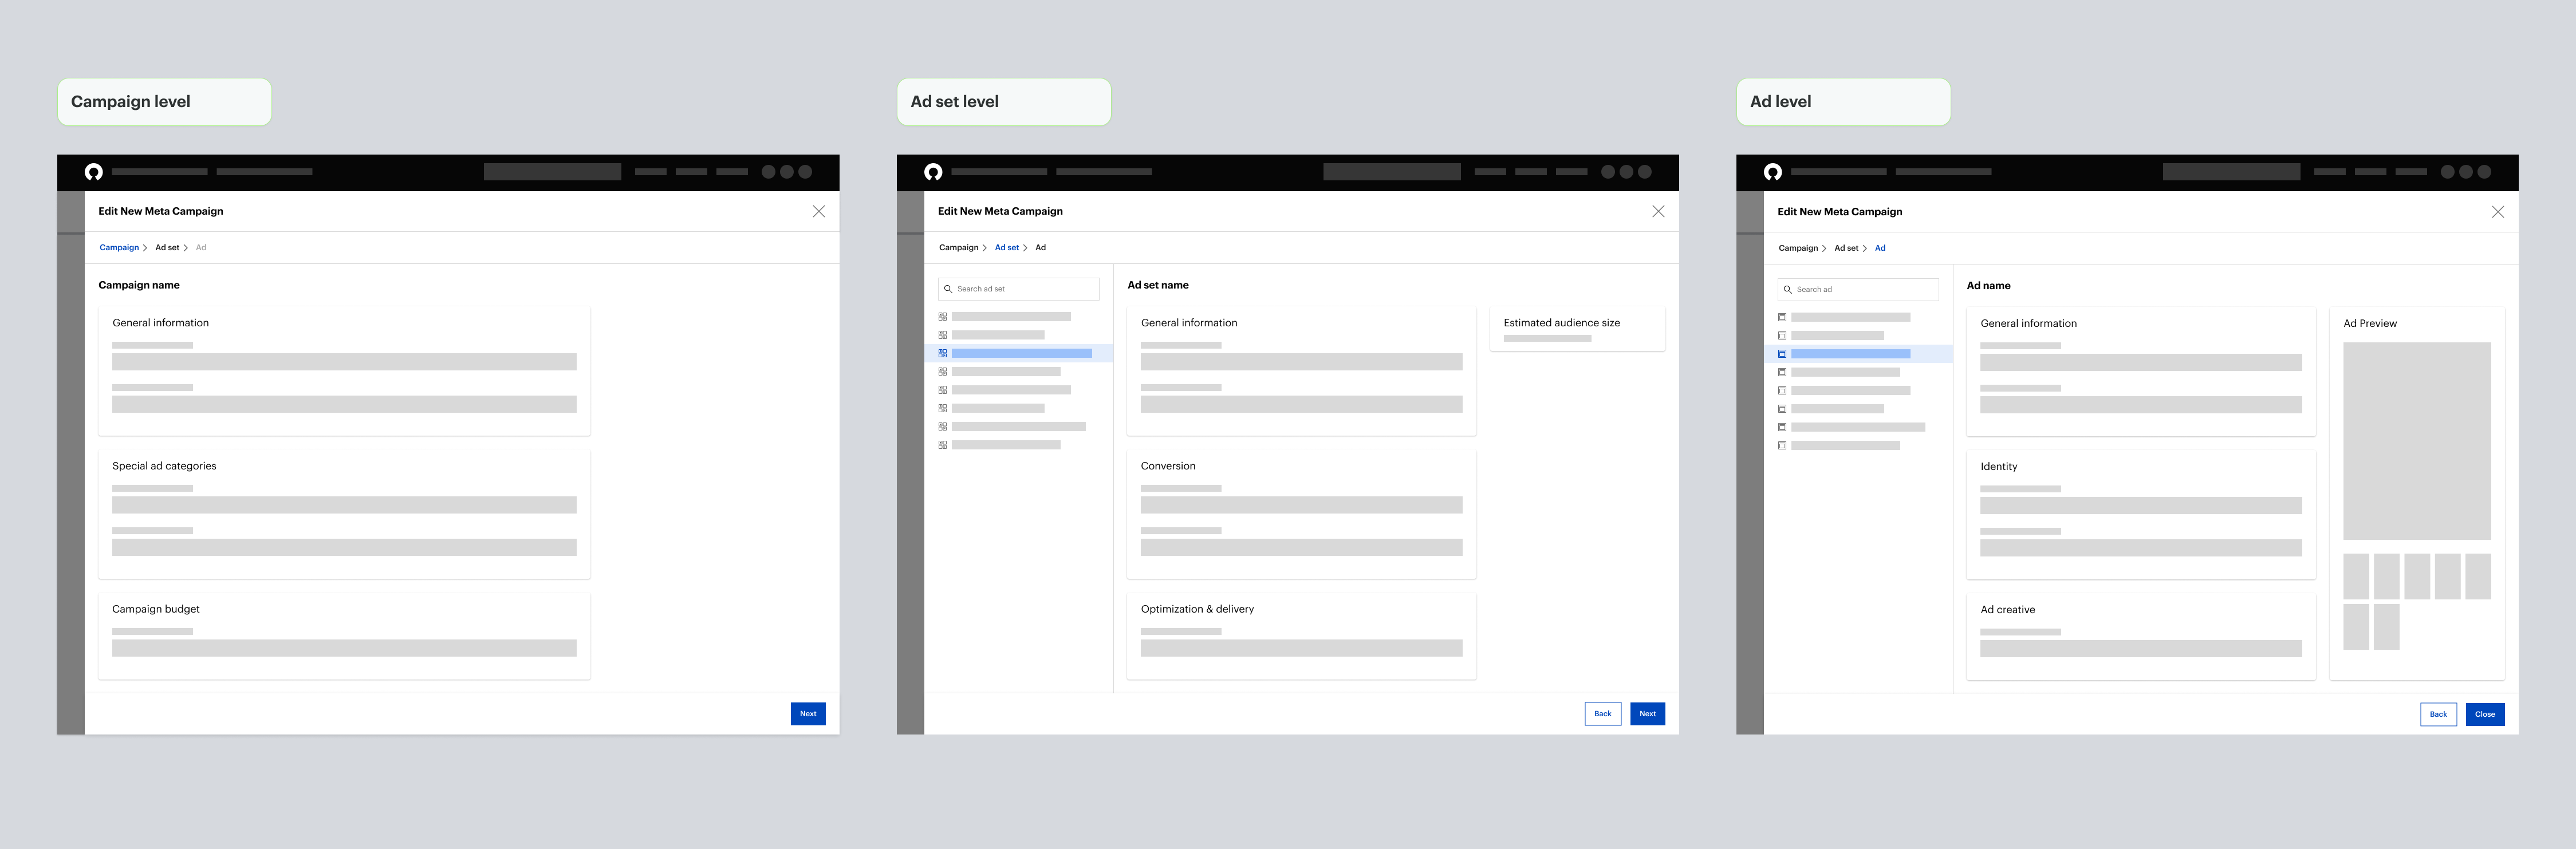 Campaign level
Edit New Meta Campaign
Campaign > Ad set > Ad
Campaign name
General information
Special ad categories
Campaign budget
Next
Ad set level
Edit New Meta Campaign
Campaign > Ad set > Ad
Search ad set
Ad set name
General information
Estimated audience size
Conversion
Optimization & delivery
Back
Next
Ad level
Edit New Meta Campaign
Campaign > Ad set > Ad
Search ad
Ad name
General information
Ad Preview
Identity
Ad creative
Back
Close